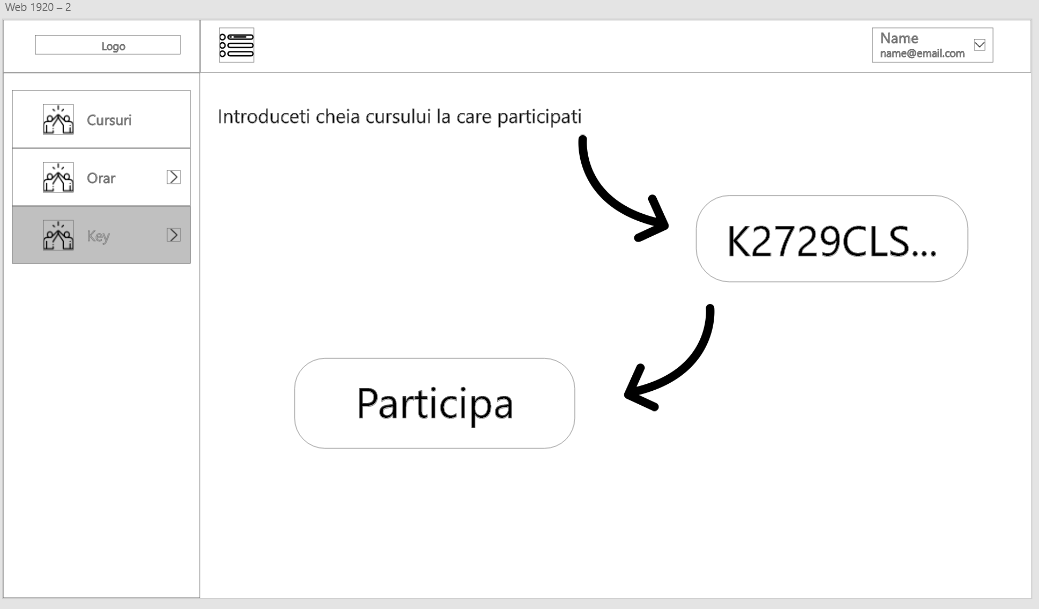 Web 1920 – 2
Logo
Name
name@email.com
Cursuri
Orar
Key
Introduceti cheia cursului la care participati
K2729CLS...
Participa